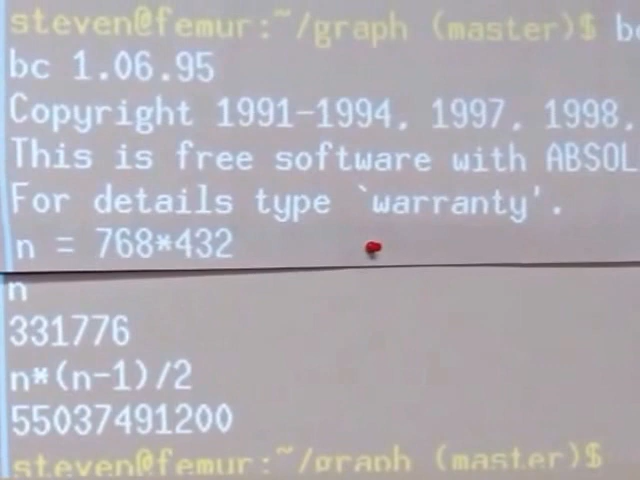 steven@femur:~/graph (master)$ bc
bc 1.06.95
Copyright 1991-1994, 1997, 1998,
This is free software with ABSOL
For details type `warranty'.
n = 768*432
n
331776
n*(n-1)/2
55037491200
steven@femur:~/graph (master)$